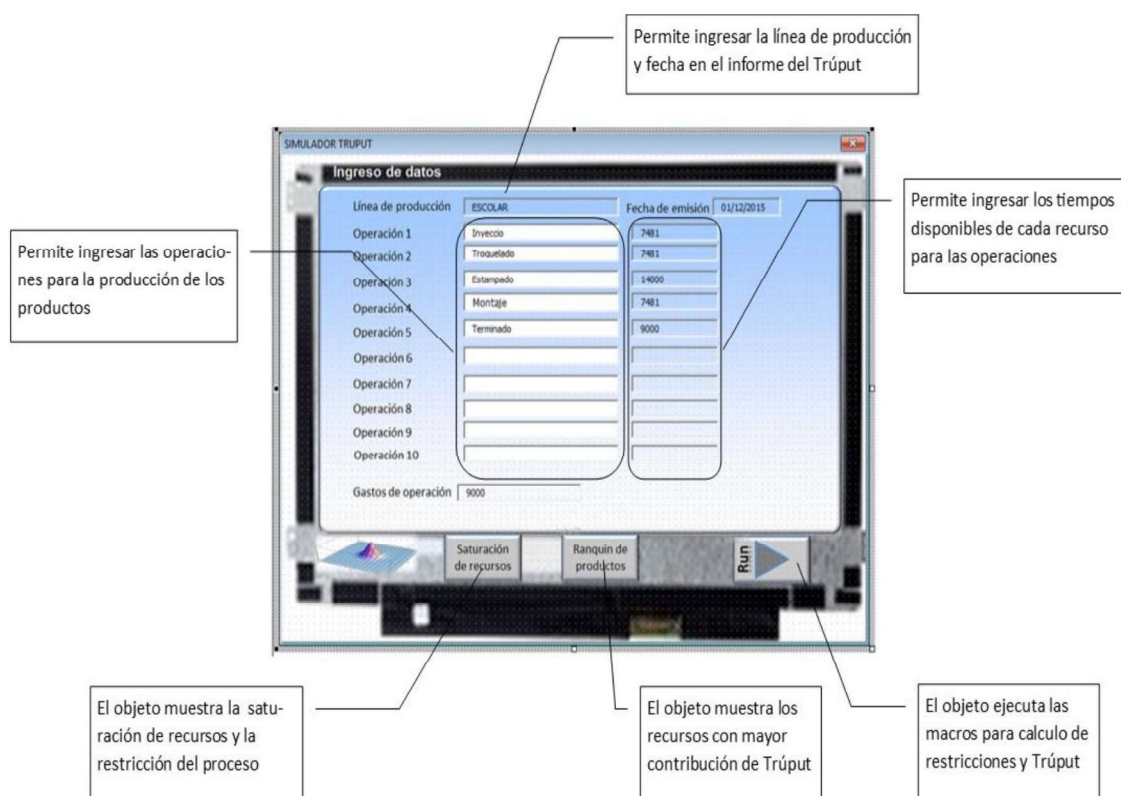 Permite ingresar la línea de producción
y fecha en el informe del Trúput
SIMULADOR TRUPUT
Ingreso de datos
Línea de producción ESCOLAR Fecha de emisión 01/12/2015
Operación 1 Inveccio 7481
Operación 2 Troquelado 7481
Operación 3 Estampado 14000
Operación 4 Montaje 7481
Operación 5 Terminado 9000
Operación 6
Operación 7
Operación 8
Operación 9
Operación 10
Gastos de operación 9000
Permite ingresar las operacio-
nes para la producción de los
productos
Permite ingresar los tiempos
disponibles de cada recurso
para las operaciones
Saturación
de recursos
Ranquin de
productos
Run
El objeto muestra la satu-
ración de recursos y la
restricción del proceso
El objeto muestra los
recursos con mayor
contribución de Trúput
El objeto ejecuta las
macros para calculo de
restricciones y Trúput